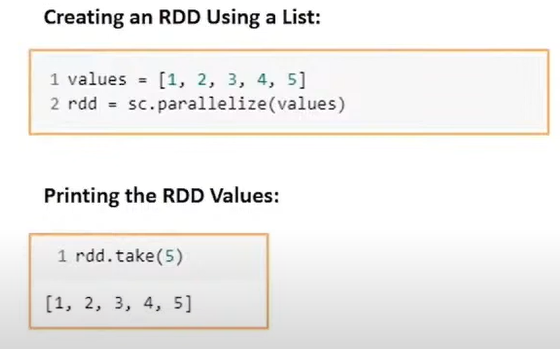 Creating an RDD Using a List:
1 values = [1, 2, 3, 4, 5]
2 rdd = sc.parallelize(values)
Printing the RDD Values:
1 rdd.take(5)
[1, 2, 3, 4, 5]